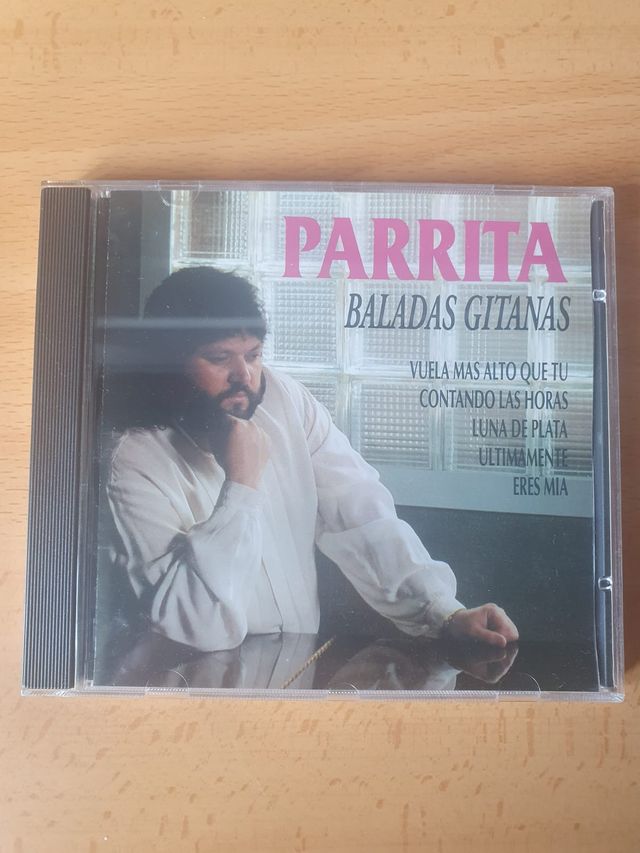 PARRITA
BALADAS GITANAS
VUELA MAS ALTO QUE TU
CONTANDO LAS HORAS
LUNA DE PLATA
ULTIMAMENTE
ERES MIA